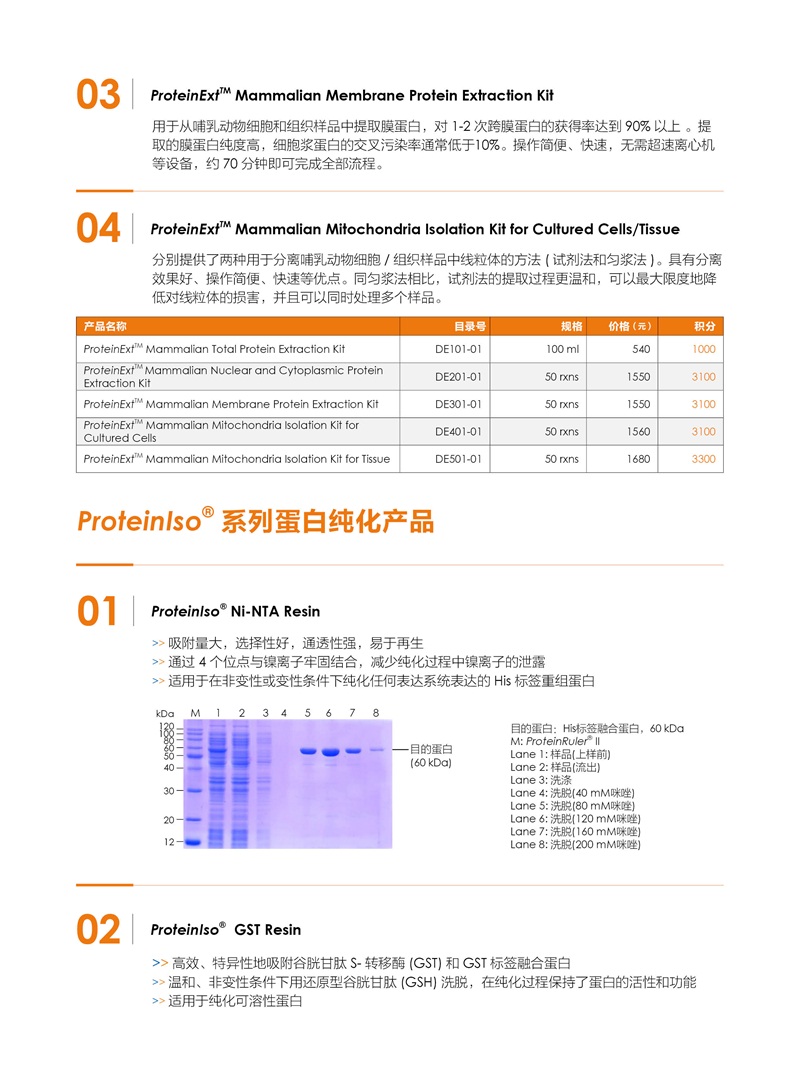 03
ProteinExt™ Mammalian Membrane Protein Extraction Kit
用于从哺乳动物细胞和组织样品中提取膜蛋白，对 1-2 次跨膜蛋白的获得率达到 90% 以上 。提
取的膜蛋白纯度高，细胞浆蛋白的交叉污染率通常低于10%。操作简便、快速，无需超速离心机
等设备，约 70 分钟即可完成全部流程。
04
ProteinExt™ Mammalian Mitochondria Isolation Kit for Cultured Cells/Tissue
分别提供了两种用于分离哺乳动物细胞 / 组织样品中线粒体的方法 ( 试剂法和匀浆法 )。具有分离
效果好、操作简便、快速等优点。同匀浆法相比，试剂法的提取过程更温和，可以最大限度地降
低对线粒体的损害，并且可以同时处理多个样品。
产品名称 目录号 规格 价格（元） 积分
ProteinExt™ Mammalian Total Protein Extraction Kit DE101-01 100 ml 540 1000
ProteinExt™ Mammalian Nuclear and Cytoplasmic Protein
Extraction Kit DE201-01 50 rxns 1550 3100
ProteinExt™ Mammalian Membrane Protein Extraction Kit DE301-01 50 rxns 1550 3100
ProteinExt™ Mammalian Mitochondria Isolation Kit for
Cultured Cells DE401-01 50 rxns 1560 3100
ProteinExt™ Mammalian Mitochondria Isolation Kit for Tissue DE501-01 50 rxns 1680 3300
ProteinIso® 系列蛋白纯化产品
01
ProteinIso® Ni-NTA Resin
>> 吸附量大，选择性好，通透性强，易于再生
>> 通过 4 个位点与镍离子牢固结合，减少纯化过程中镍离子的泄露
>> 适用于在非变性或变性条件下纯化任何表达系统表达的 His 标签重组蛋白
kDa M 1 2 3 4 5 6 7 8
120
100
80
60
50
40
30
20
12
目的蛋白
(60 kDa)
目的蛋白：His标签融合蛋白，60 kDa
M: ProteinRuler® II
Lane 1: 样品(上样前)
Lane 2: 样品(流出)
Lane 3: 洗涤
Lane 4: 洗脱(40 mM咪唑)
Lane 5: 洗脱(80 mM咪唑)
Lane 6: 洗脱(120 mM咪唑)
Lane 7: 洗脱(160 mM咪唑)
Lane 8: 洗脱(200 mM咪唑)
02
ProteinIso® GST Resin
>> 高效、特异性地吸附谷胱甘肽 S- 转移酶 (GST) 和 GST 标签融合蛋白
>> 温和、非变性条件下用还原型谷胱甘肽 (GSH) 洗脱，在纯化过程保持了蛋白的活性和功能
>> 适用于纯化可溶性蛋白